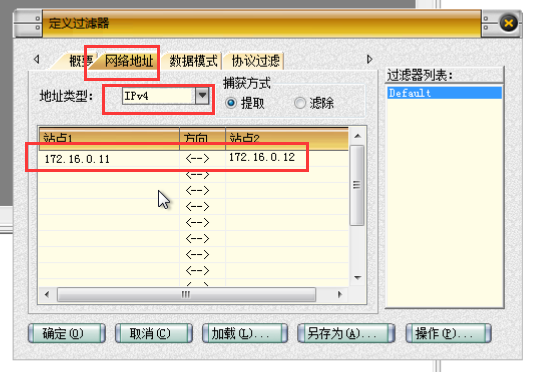 定义过滤器
概要 网络地址 数据模式 协议过滤
地址类型: IPv4
捕获方式
提取 滤除
过滤器列表:
Default
站点1 方向 站点2
172.16.0.11 <--> 172.16.0.12
<-->
<-->
<-->
<-->
<-->
<-->
<-->
确定(O) 取消(C) 加载(L)... 另存为(A)... 操作(P)...